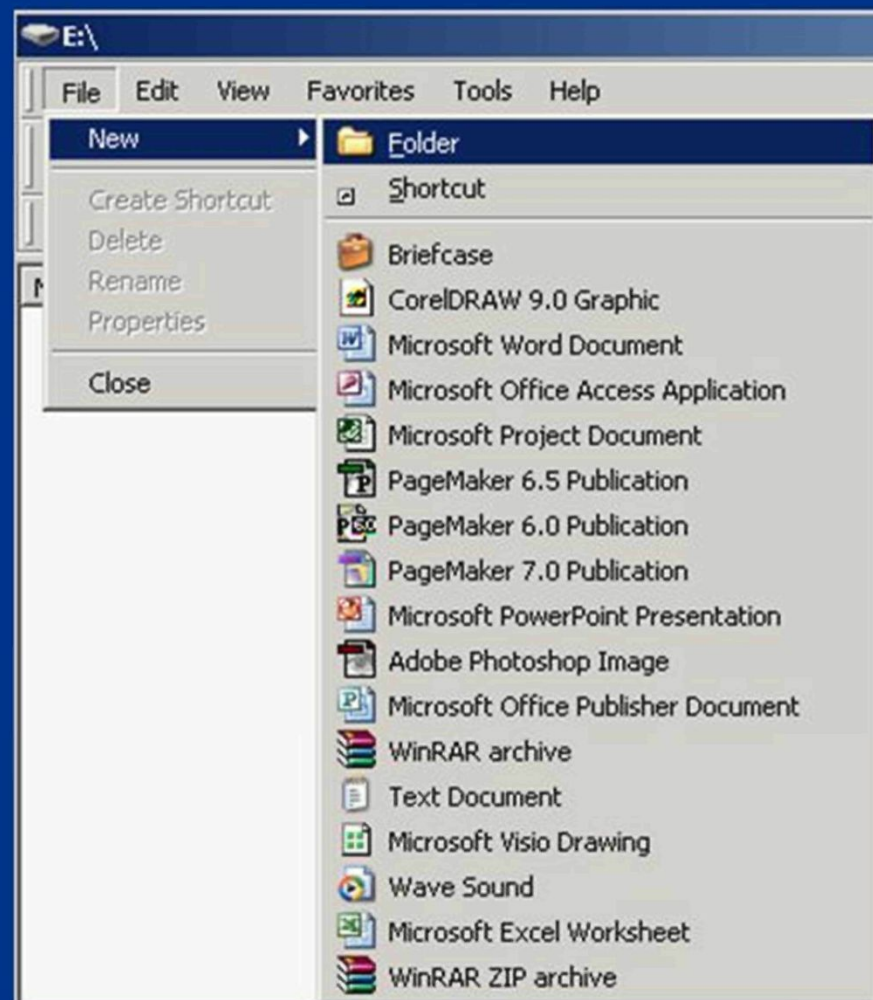 E:\
File Edit View Favorites Tools Help
New
Create Shortcut
Delete
Rename
Properties
Close
Folder
Shortcut
Briefcase
CorelDRAW 9.0 Graphic
Microsoft Word Document
Microsoft Office Access Application
Microsoft Project Document
PageMaker 6.5 Publication
PageMaker 6.0 Publication
PageMaker 7.0 Publication
Microsoft PowerPoint Presentation
Adobe Photoshop Image
Microsoft Office Publisher Document
WinRAR archive
Text Document
Microsoft Visio Drawing
Wave Sound
Microsoft Excel Worksheet
WinRAR ZIP archive